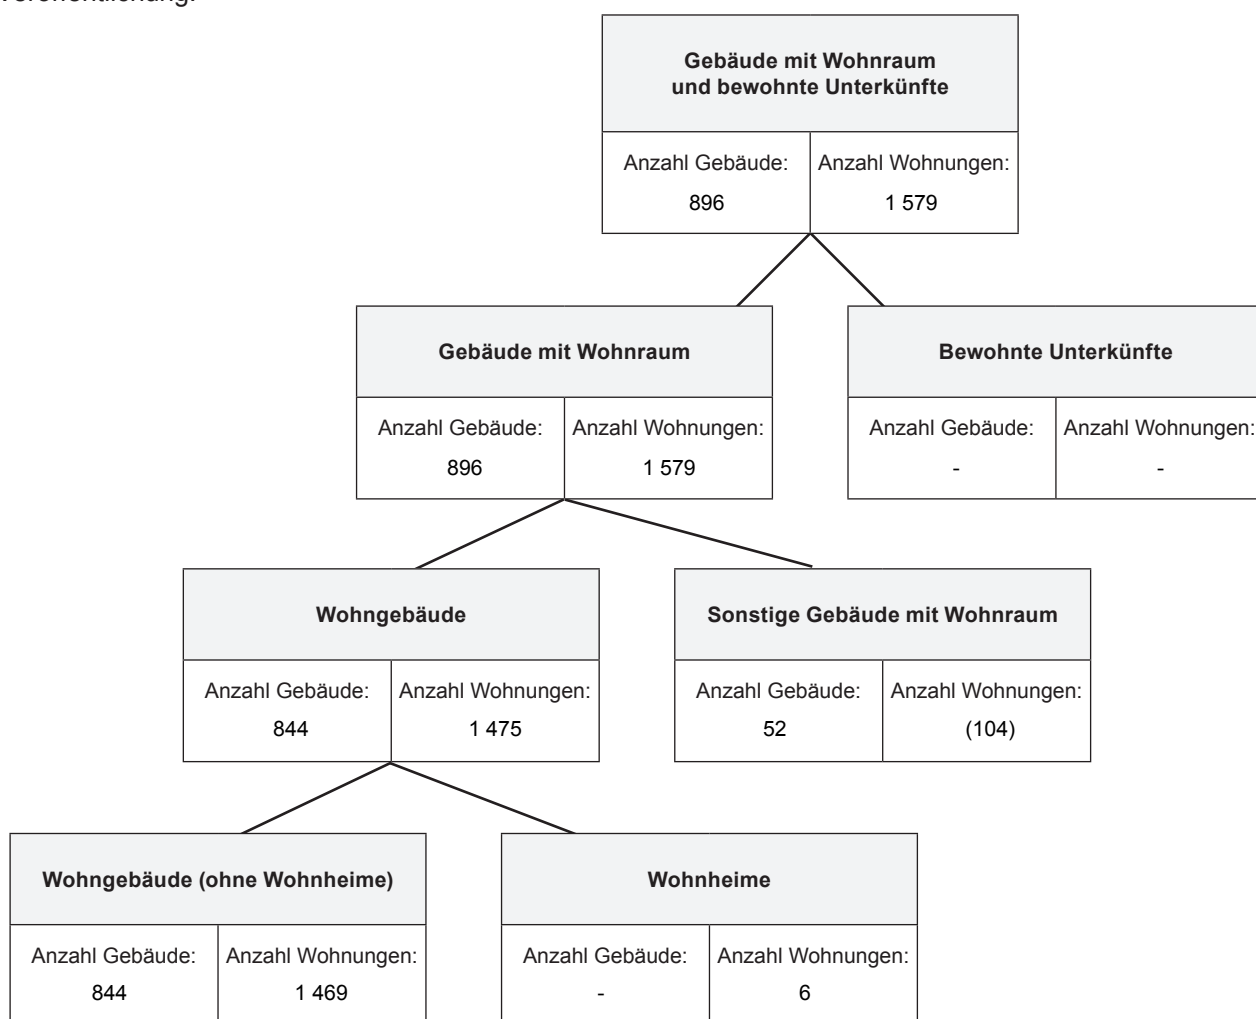 Veröffentlichung.
Gebäude mit Wohnraum
und bewohnte Unterkünfte
Anzahl Gebäude: Anzahl Wohnungen:
896 1 579
Gebäude mit Wohnraum
Anzahl Gebäude: Anzahl Wohnungen:
896 1 579
Bewohnte Unterkünfte
Anzahl Gebäude: Anzahl Wohnungen:
- -
Wohngebäude
Anzahl Gebäude: Anzahl Wohnungen:
844 1 475
Sonstige Gebäude mit Wohnraum
Anzahl Gebäude: Anzahl Wohnungen:
52 (104)
Wohngebäude (ohne Wohnheime)
Anzahl Gebäude: Anzahl Wohnungen:
844 1 469
Wohnheime
Anzahl Gebäude: Anzahl Wohnungen:
- 6